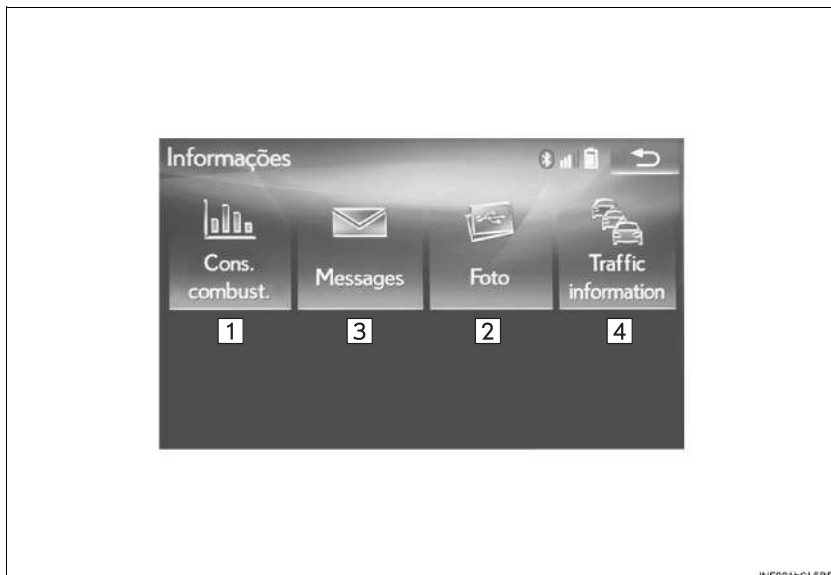 Informações
Cons.
combust.
Messages
Foto
Traffic
information
1
3
2
4